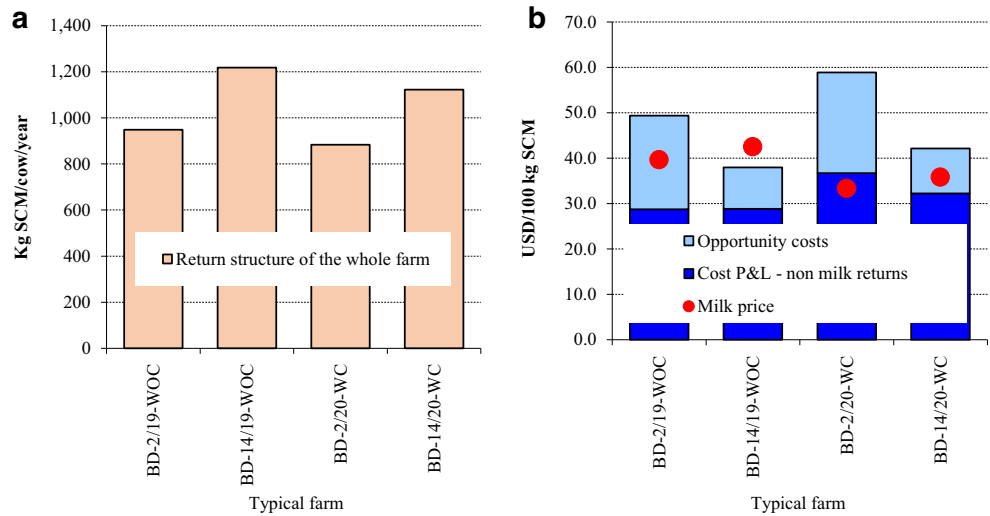 a
1,400
1,200
1,000
800
600
400
200
0
Kg SCM/cow/year
Return structure of the whole farm
BD-2/19-WOC
BD-14/19-WOC
BD-2/20-WC
BD-14/20-WC
Typical farm
b
70.0
60.0
50.0
40.0
30.0
20.0
10.0
0.0
USD/100 kg SCM
Opportunity costs
Cost P&L - non milk returns
Milk price
BD-2/19-WOC
BD-14/19-WOC
BD-2/20-WC
BD-14/20-WC
Typical farm